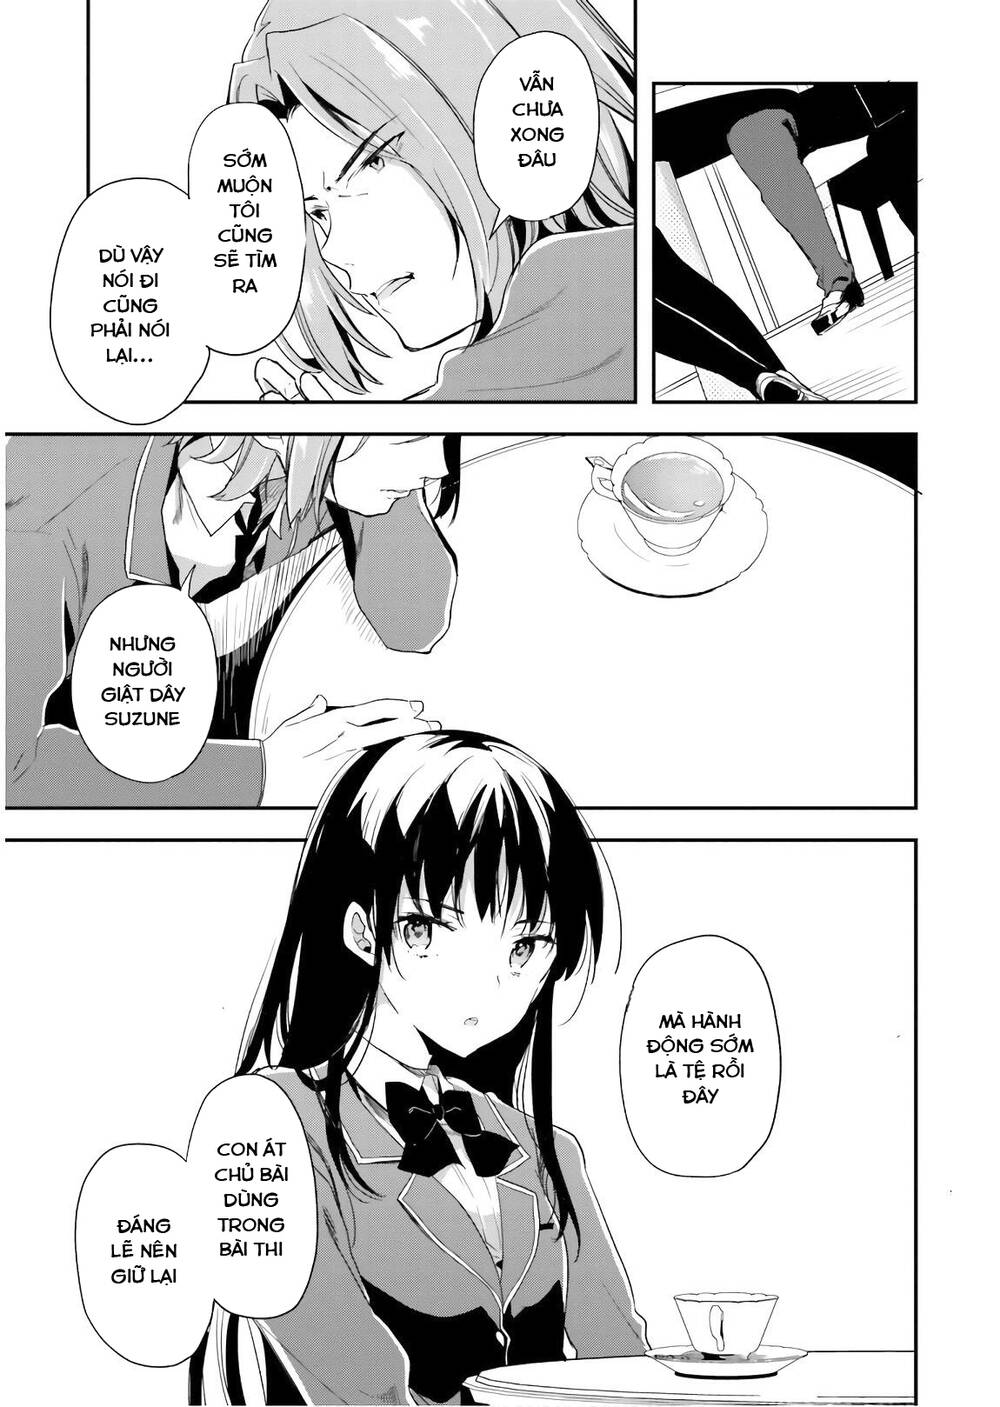 VẪN
CHƯA
XONG
ĐÂU
SỚM
MUỘN
TÔI
CŨNG
SẼ TÌM
RA
DÙ VẬY
NÓI ĐI
CŨNG
PHẢI NÓI
LẠI...
NHƯNG
NGƯỜI
GIẬT DÂY
SUZUNE
MÀ HÀNH
ĐỘNG SỚM
LÀ TỆ RỒI
ĐẤY
CON ÁT
CHỦ BÀI
DÙNG
TRONG
BÀI THI
ĐÁNG
LẼ NÊN
GIỮ LẠI